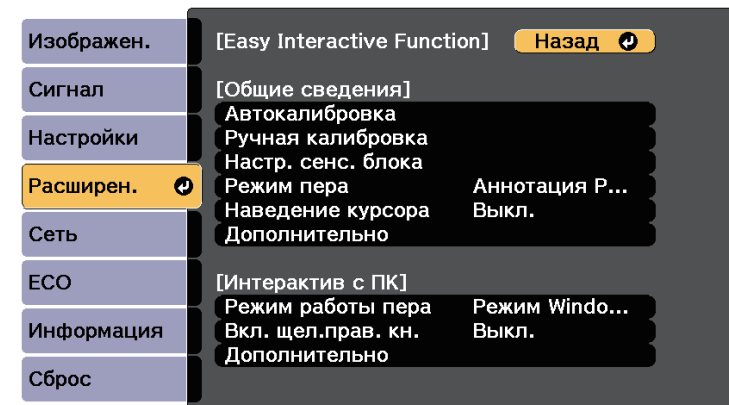 Изображен.
Сигнал
Настройки
Расширен.
Сеть
ECO
Информация
Сброс
[Easy Interactive Function] Назад
[Общие сведения]
Автокалибровка
Ручная калибровка
Настр. сенс. блока
Режим пера Аннотация P...
Наведение курсора Выкл.
Дополнительно
[Интерактив с ПК]
Режим работы пера Режим Windo...
Вкл. щел.прав. кн. Выкл.
Дополнительно